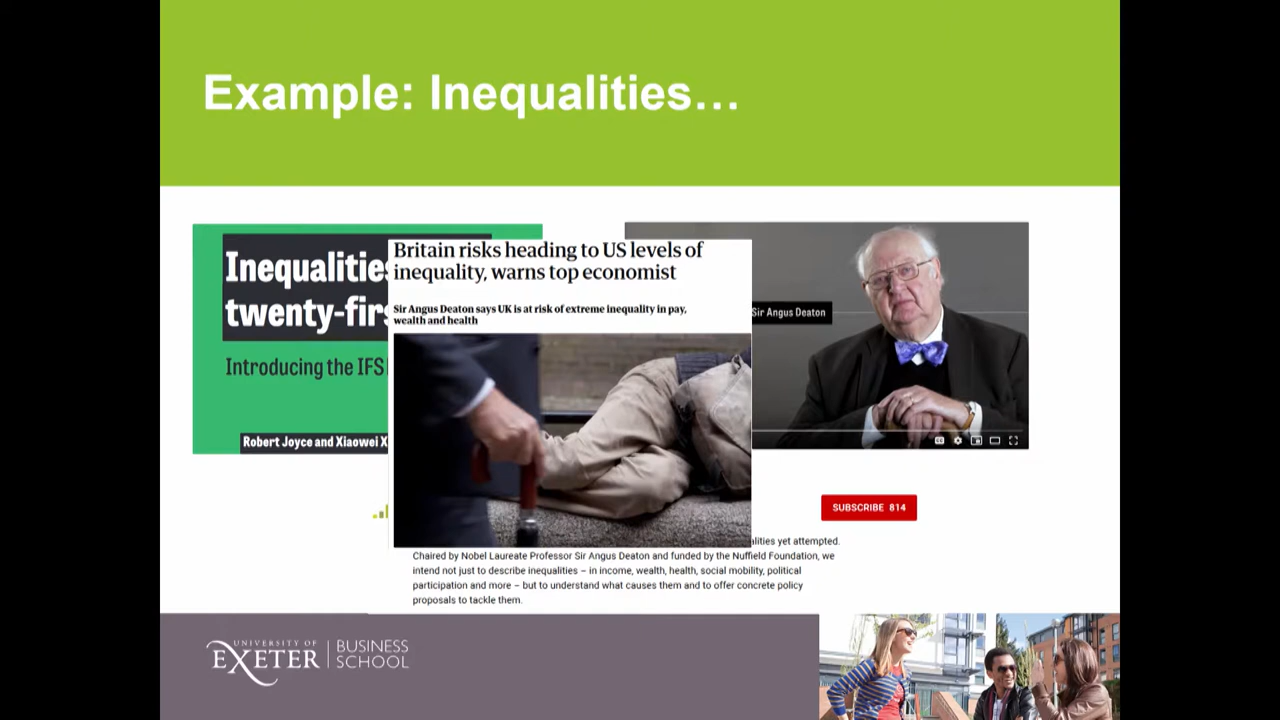 Example: Inequalities…
Inequalities
twenty-firs
Introducing the IFS
Robert Joyce and Xiaowei X
Britain risks heading to US levels of
inequality, warns top economist
Sir Angus Deaton says UK is at risk of extreme inequality in pay,
wealth and health
Sir Angus Deaton
SUBSCRIBE 814
alities yet attempted.
Chaired by Nobel Laureate Professor Sir Angus Deaton and funded by the Nuffield Foundation, we
intend not just to describe inequalities – in income, wealth, health, social mobility, political
participation and more – but to understand what causes them and to offer concrete policy
proposals to tackle them.
UNIVERSITY OF
EXETER
BUSINESS
SCHOOL